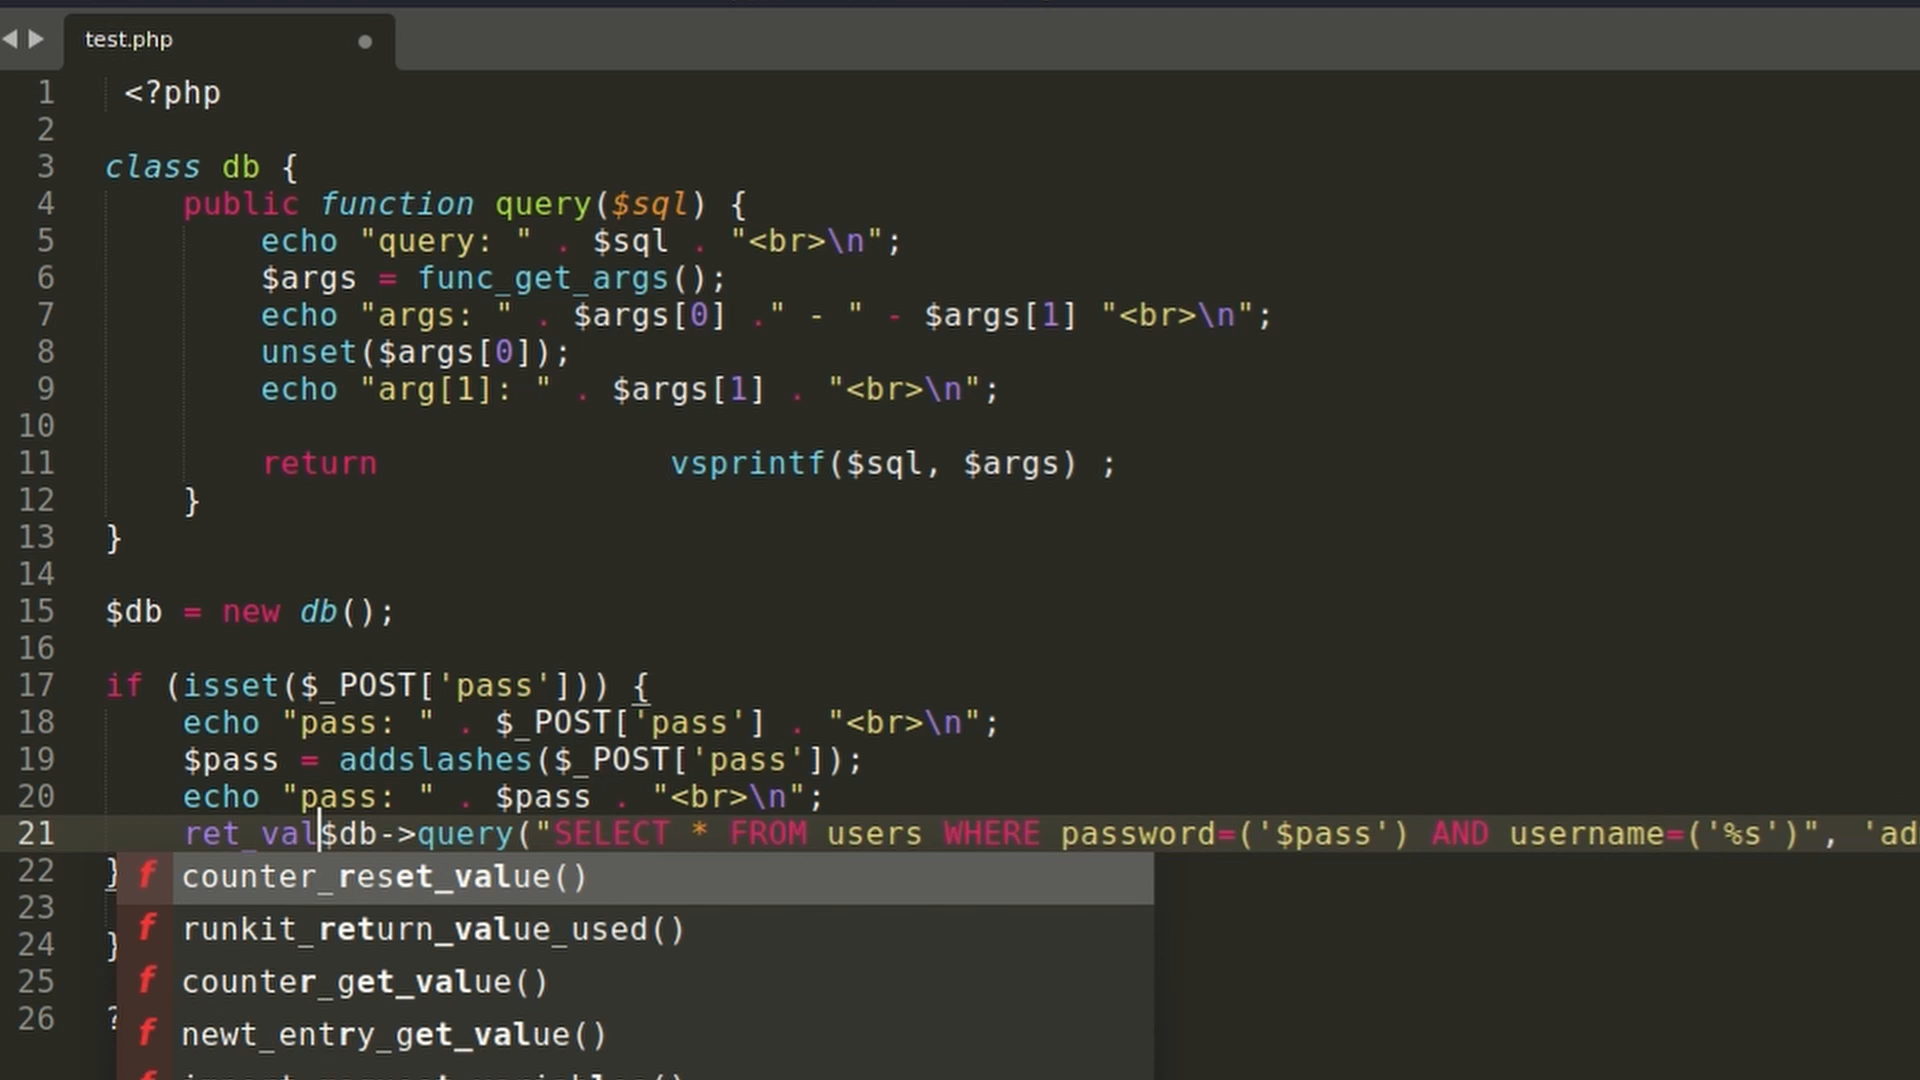 test.php
1 <?php
2
3 class db {
4 public function query($sql) {
5 echo "query: " . $sql . "<br>\n";
6 $args = func_get_args();
7 echo "args: " . $args[0] ." - " - $args[1] "<br>\n";
8 unset($args[0]);
9 echo "arg[1]: " . $args[1] . "<br>\n";
10
11 return vsprintf($sql, $args) ;
12 }
13 }
14
15 $db = new db();
16
17 if (isset($_POST['pass'])) {
18 echo "pass: " . $_POST['pass'] . "<br>\n";
19 $pass = addslashes($_POST['pass']);
20 echo "pass: " . $pass . "<br>\n";
21 ret_val$db->query("SELECT * FROM users WHERE password=('$pass') AND username=('%s')", 'ad
22 }
f counter_reset_value()
23
f runkit_return_value_used()
24 }
25
f counter_get_value()
26 ?
f newt_entry_get_value()